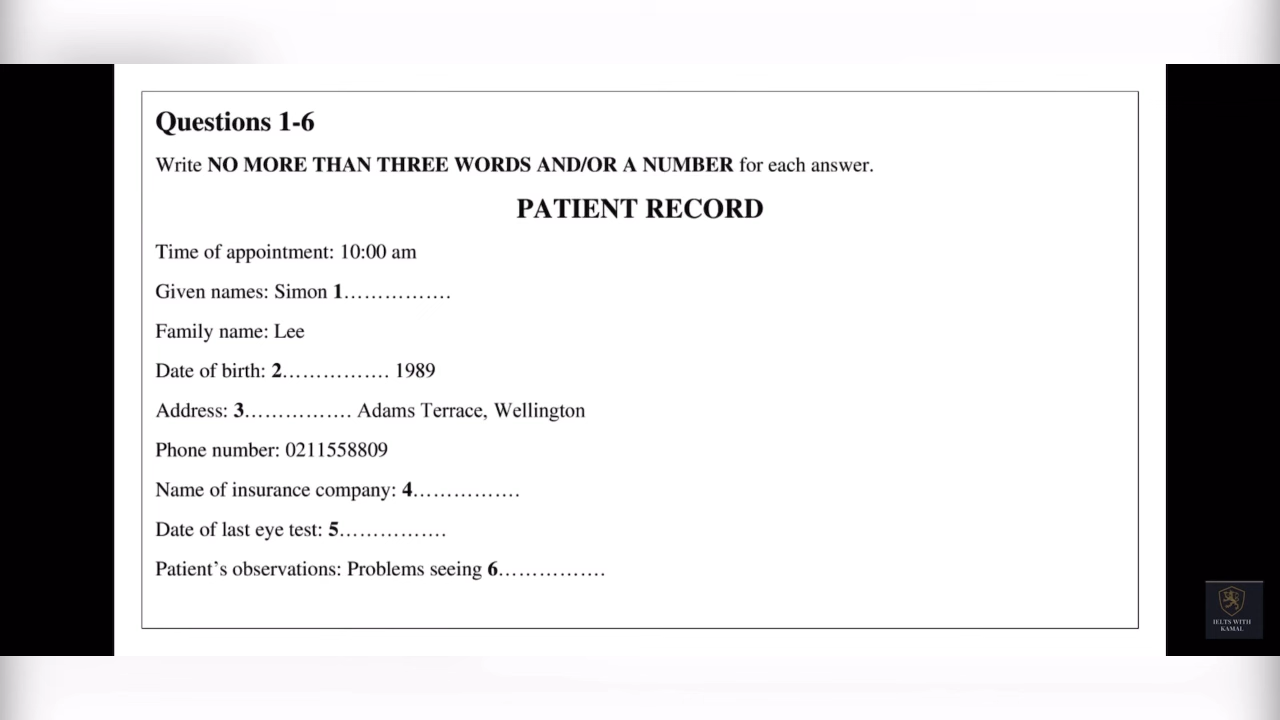 Questions 1-6
Write NO MORE THAN THREE WORDS AND/OR A NUMBER for each answer.
PATIENT RECORD
Time of appointment: 10:00 am
Given names: Simon 1…………….
Family name: Lee
Date of birth: 2……………. 1989
Address: 3……………. Adams Terrace, Wellington
Phone number: 0211558809
Name of insurance company: 4…………….
Date of last eye test: 5…………….
Patient’s observations: Problems seeing 6…………….
IELTS WITH
KAMAL